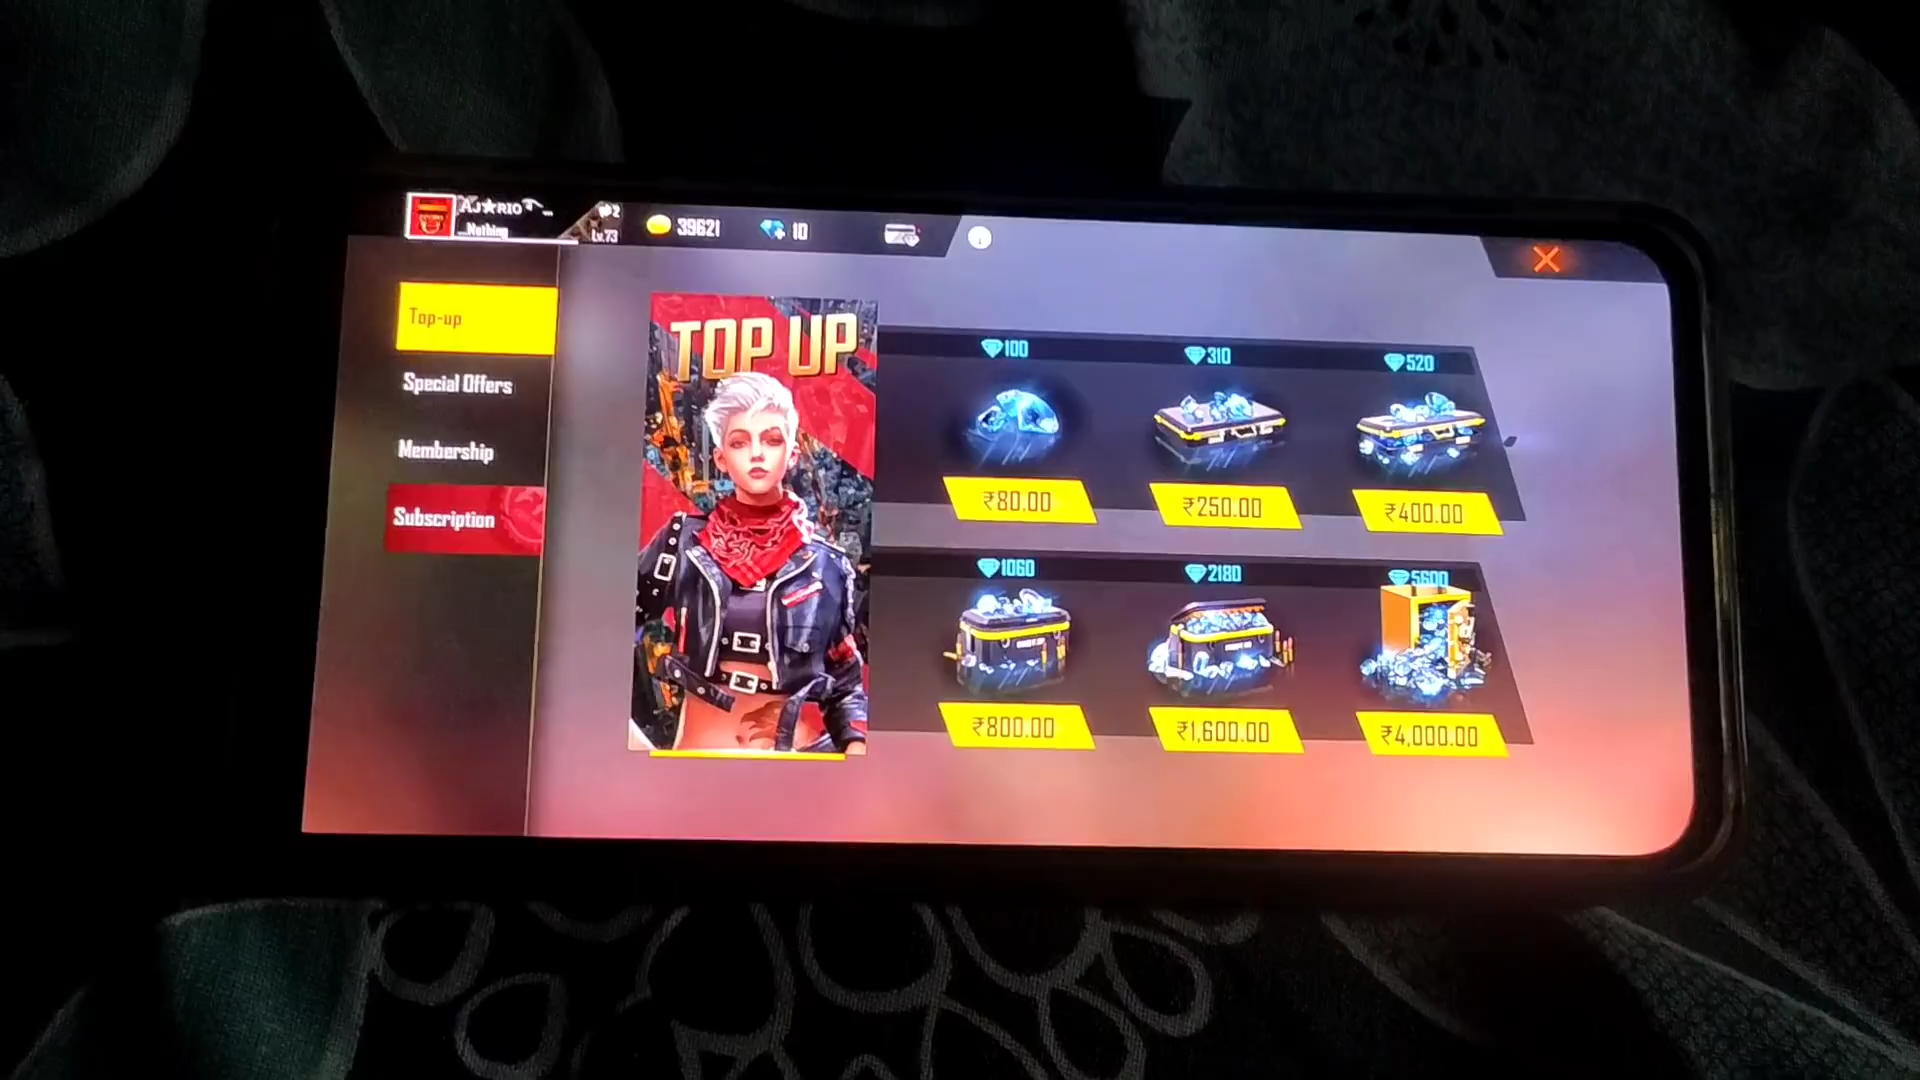 AJ★RIO
...Nothing
Lv.73
39621
10
Top-up
Special Offers
Membership
Subscription
TOP UP
100
310
520
₹80.00
₹250.00
₹400.00
1060
2180
5600
₹800.00
₹1,600.00
₹4,000.00